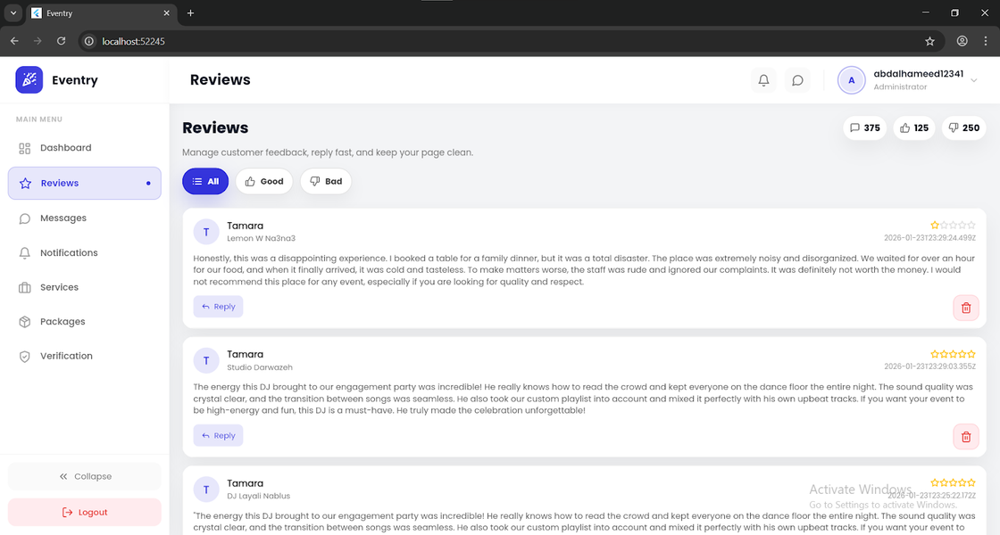 Eventry
localhost:52245
Eventry
Reviews
A
abdalhameed12341
Administrator
MAIN MENU
Dashboard
Reviews
Messages
Notifications
Services
Packages
Verification
Collapse
Logout
Reviews
375
125
250
Manage customer feedback, reply fast, and keep your page clean.
All
Good
Bad
T
Tamara
Lemon W Na3na3
2026-01-23T23:29:24.499Z
Honestly, this was a disappointing experience. I booked a table for a family dinner, but it was a total disaster. The place was extremely noisy and disorganized. We waited for over an hour
for our food, and when it finally arrived, it was cold and tasteless. To make matters worse, the staff was rude and ignored our complaints. It was definitely not worth the money. I would
not recommend this place for any event, especially if you are looking for quality and respect.
Reply
T
Tamara
Studio Darwazeh
2026-01-23T23:29:03.355Z
The energy this DJ brought to our engagement party was incredible! He really knows how to read the crowd and kept everyone on the dance floor the entire night. The sound quality was
crystal clear, and the transition between songs was seamless. He also took our custom playlist into account and mixed it perfectly with his own upbeat tracks. If you want your event to
be high-energy and fun, this DJ is a must-have. He truly made the celebration unforgettable!
Reply
T
Tamara
DJ Layali Nablus
2026-01-23T23:25:22.172Z
"The energy this DJ brought to our engagement party was incredible! He really knows how to read the crowd and kept everyone on the dance floor the entire night. The sound quality was
crystal clear, and the transition between songs was seamless. He also took our custom playlist into account and mixed it perfectly with his own upbeat tracks. If you want your event to
Activate Windows
Go to Settings to activate Windows.